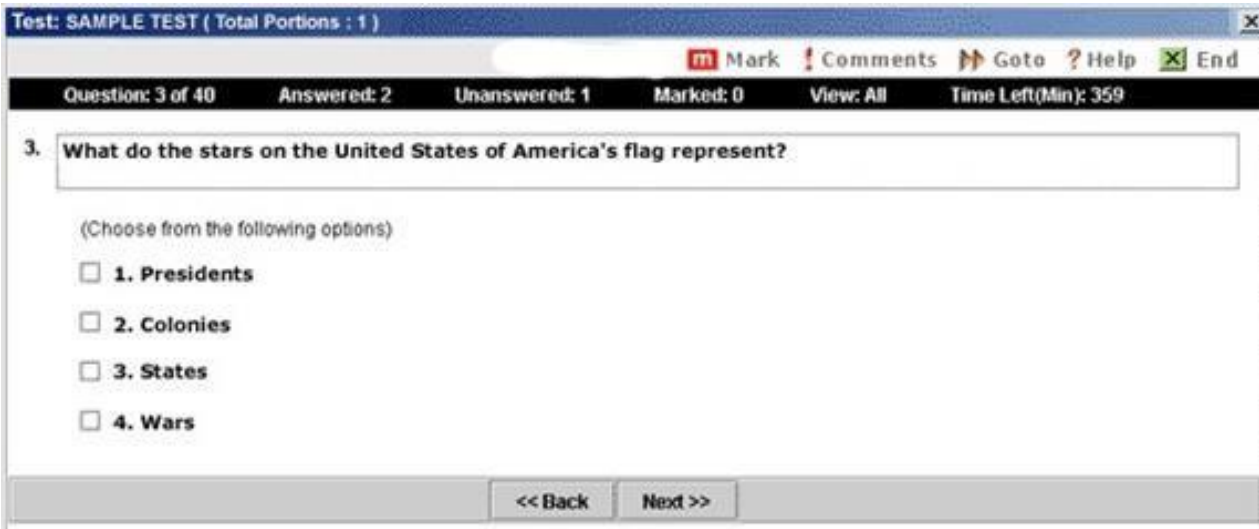 Test: SAMPLE TEST ( Total Portions : 1 )
m Mark ! Comments Goto ? Help X End
Question: 3 of 40 Answered: 2 Unanswered: 1 Marked: 0 View: All Time Left(Min): 359
3. What do the stars on the United States of America's flag represent?
(Choose from the following options)
1. Presidents
2. Colonies
3. States
4. Wars
<< Back Next >>